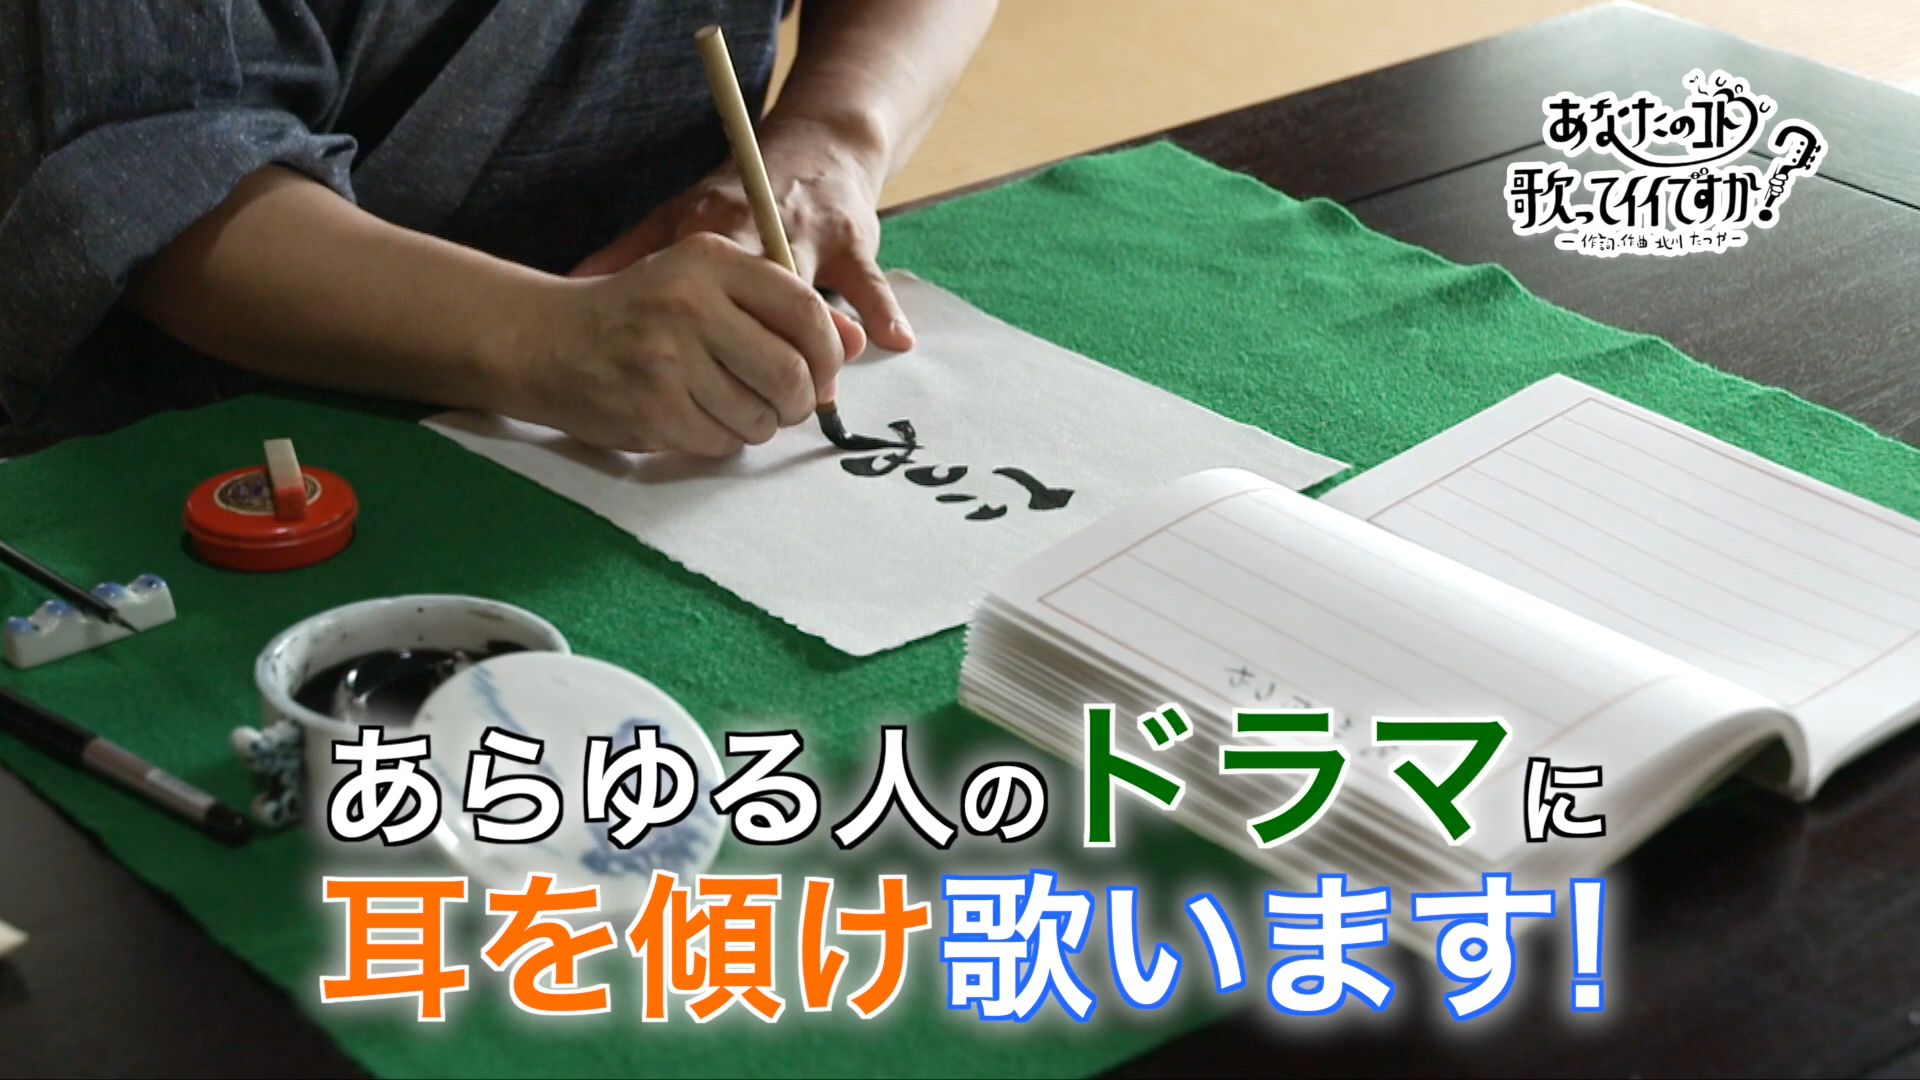 あなたのコト
歌ってイイですか?
ー作詞・作曲 北川たつやー
あらゆる人のドラマに
耳を傾け歌います!